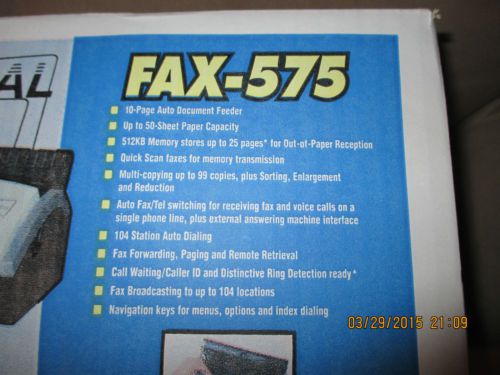 AL
FAX-575
10-Page Auto Document Feeder
Up to 50-Sheet Paper Capacity
512KB Memory stores up to 25 pages* for Out-of-Paper Reception
Quick Scan faxes for memory transmission
Multi-copying up to 99 copies, plus Sorting, Enlargement
and Reduction
Auto Fax/Tel switching for receiving fax and voice calls on a
single phone line, plus external answering machine interface
104 Station Auto Dialing
Fax Forwarding, Paging and Remote Retrieval
Call Waiting/Caller ID and Distinctive Ring Detection ready*
Fax Broadcasting to up to 104 locations
Navigation keys for menus, options and index dialing
03/29/2015 21:09